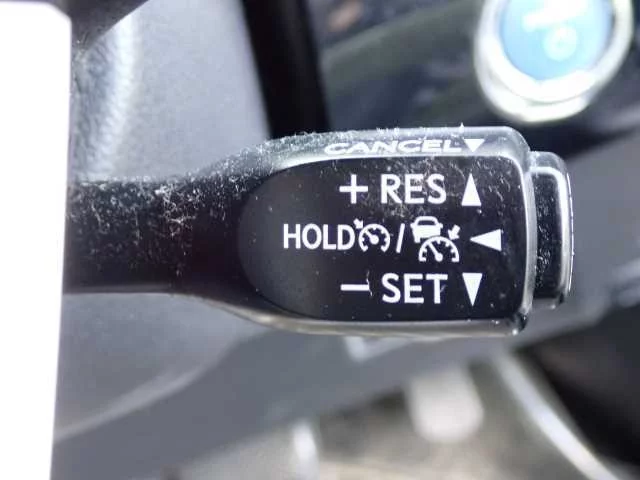 CANCEL▼
+ RES ▲
HOLD / ◀
− SET ▼